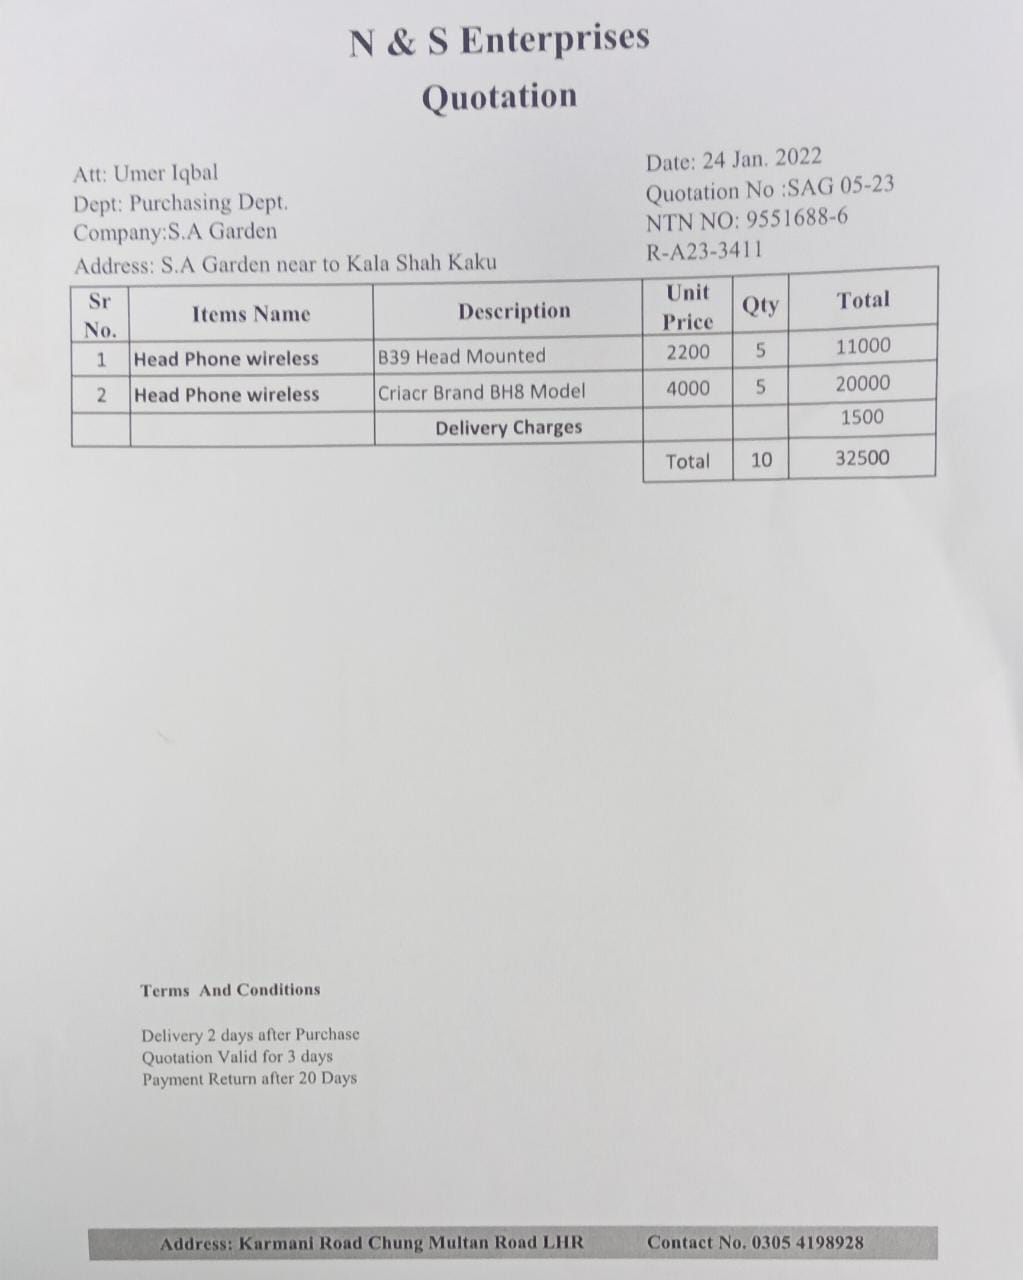 N & S Enterprises
Quotation
Att: Umer Iqbal
Dept: Purchasing Dept.
Company:S.A Garden
Address: S.A Garden near to Kala Shah Kaku
Date: 24 Jan. 2022
Quotation No :SAG 05-23
NTN NO: 9551688-6
R-A23-3411
Sr No. Items Name Description Unit Price Qty Total
1 Head Phone wireless B39 Head Mounted 2200 5 11000
2 Head Phone wireless Criacr Brand BH8 Model 4000 5 20000
Delivery Charges 1500
Total 10 32500
Terms And Conditions
Delivery 2 days after Purchase
Quotation Valid for 3 days
Payment Return after 20 Days
Address: Karmani Road Chung Multan Road LHR Contact No. 0305 4198928